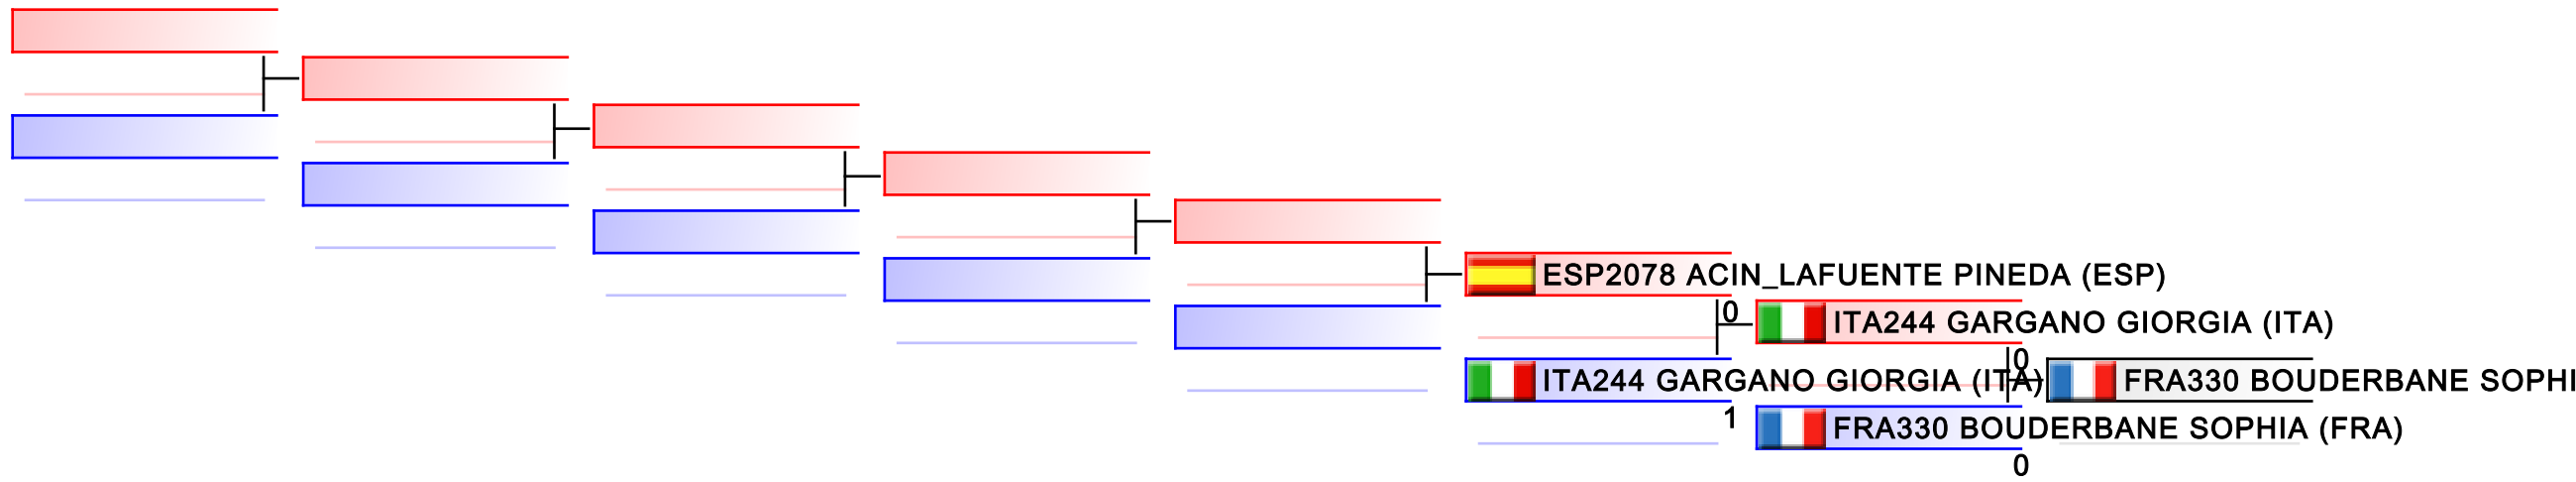 ESP2078 ACIN_LAFUENTE PINEDA (ESP)
0
ITA244 GARGANO GIORGIA (ITA)
0
ITA244 GARGANO GIORGIA (ITA)
FRA330 BOUDERBANE SOPHI
1
FRA330 BOUDERBANE SOPHIA (FRA)
0